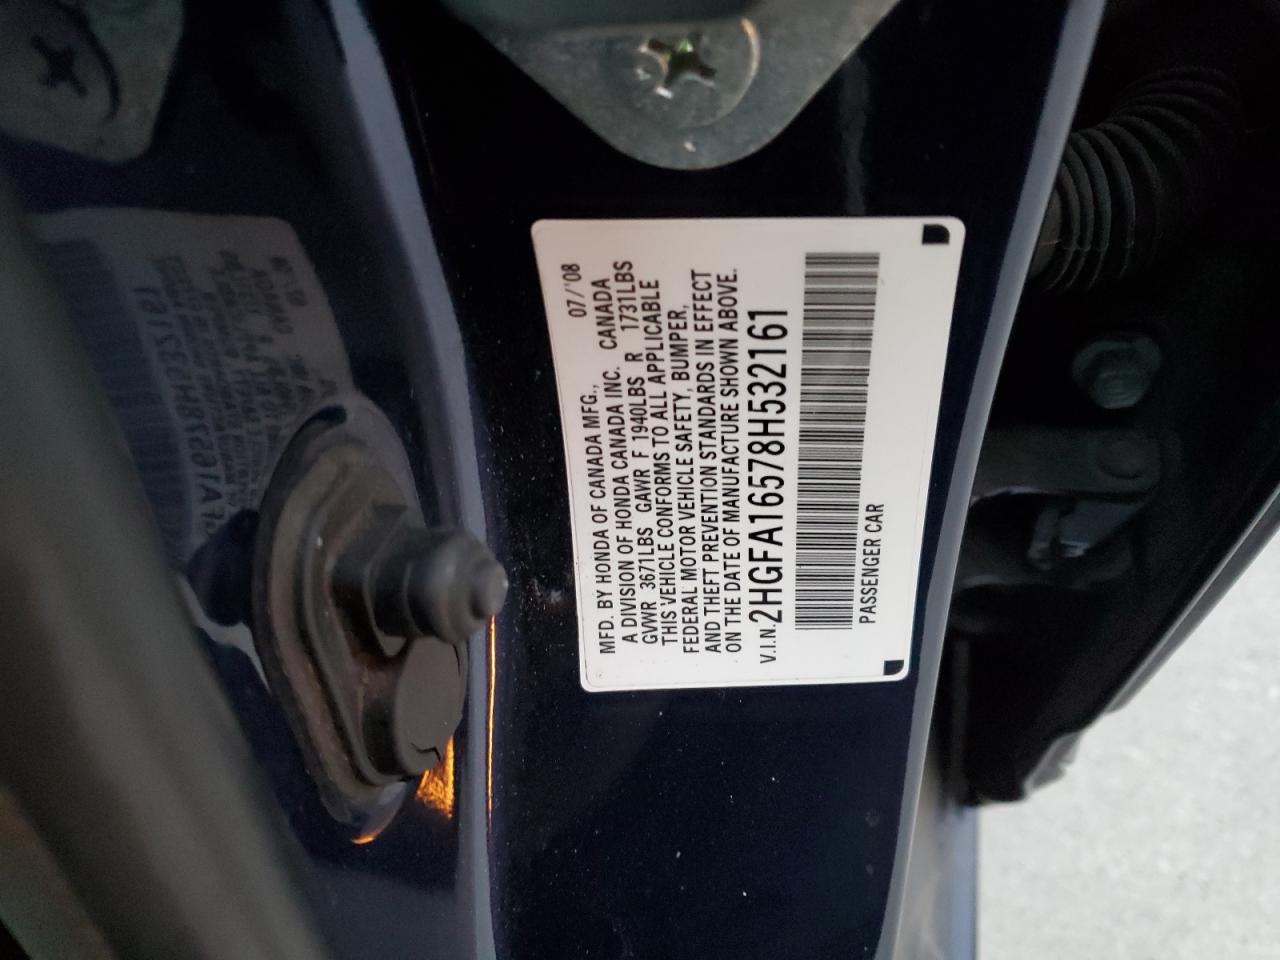 MFD. BY HONDA OF CANADA MFG., 07/'08
A DIVISION OF HONDA CANADA INC. CANADA
GVWR 3671LBS GAWR F 1940LBS R 1731LBS
THIS VEHICLE CONFORMS TO ALL APPLICABLE
FEDERAL MOTOR VEHICLE SAFETY, BUMPER,
AND THEFT PREVENTION STANDARDS IN EFFECT
ON THE DATE OF MANUFACTURE SHOWN ABOVE.
V.I.N. 2HGFA16578H532161
PASSENGER CAR